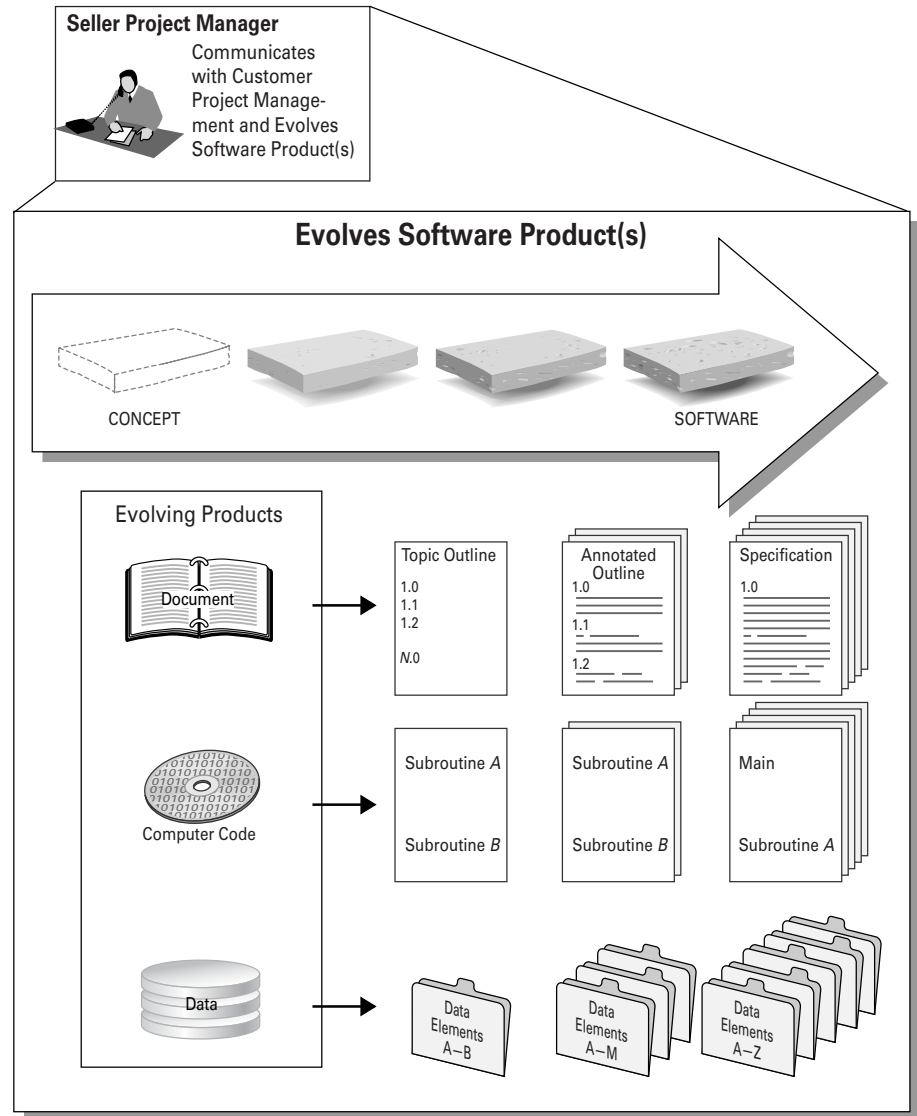 Seller Project Manager
Communicates
with Customer
Project Manage-
ment and Evolves
Software Product(s)
Evolves Software Product(s)
CONCEPT
SOFTWARE
Evolving Products
Document
Topic Outline
1.0
1.1
1.2
N.0
Annotated
Outline
1.0
1.1
1.2
Specification
1.0
010101010101
Computer Code
Subroutine A
Subroutine B
Subroutine A
Subroutine B
Main
Subroutine A
Data
Data
Elements
A–B
Data
Elements
A–M
Data
Elements
A–Z